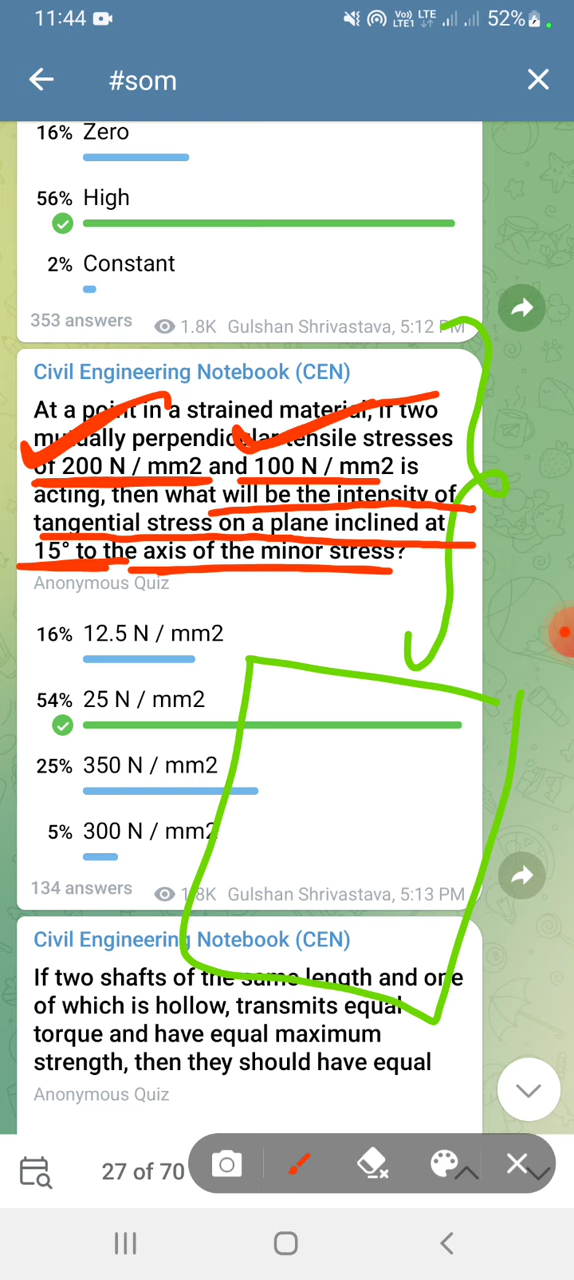 11:44
Vo)) LTE
LTE1
52%
#som
16% Zero
56% High
2% Constant
353 answers 1.8K Gulshan Shrivastava, 5:12 PM
Civil Engineering Notebook (CEN)
At a point in a strained material, if two
mutually perpendicular tensile stresses
of 200 N / mm2 and 100 N / mm2 is
acting, then what will be the intensity of
tangential stress on a plane inclined at
15° to the axis of the minor stress?
Anonymous Quiz
16% 12.5 N / mm2
54% 25 N / mm2
25% 350 N / mm2
5% 300 N / mm2
134 answers 1.8K Gulshan Shrivastava, 5:13 PM
Civil Engineering Notebook (CEN)
If two shafts of the same length and one
of which is hollow, transmits equal
torque and have equal maximum
strength, then they should have equal
Anonymous Quiz
27 of 70